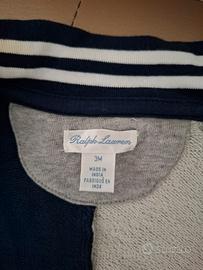 Ralph Lauren
3M
MADE IN
INDIA
FABRIQUÉ EN
INDE